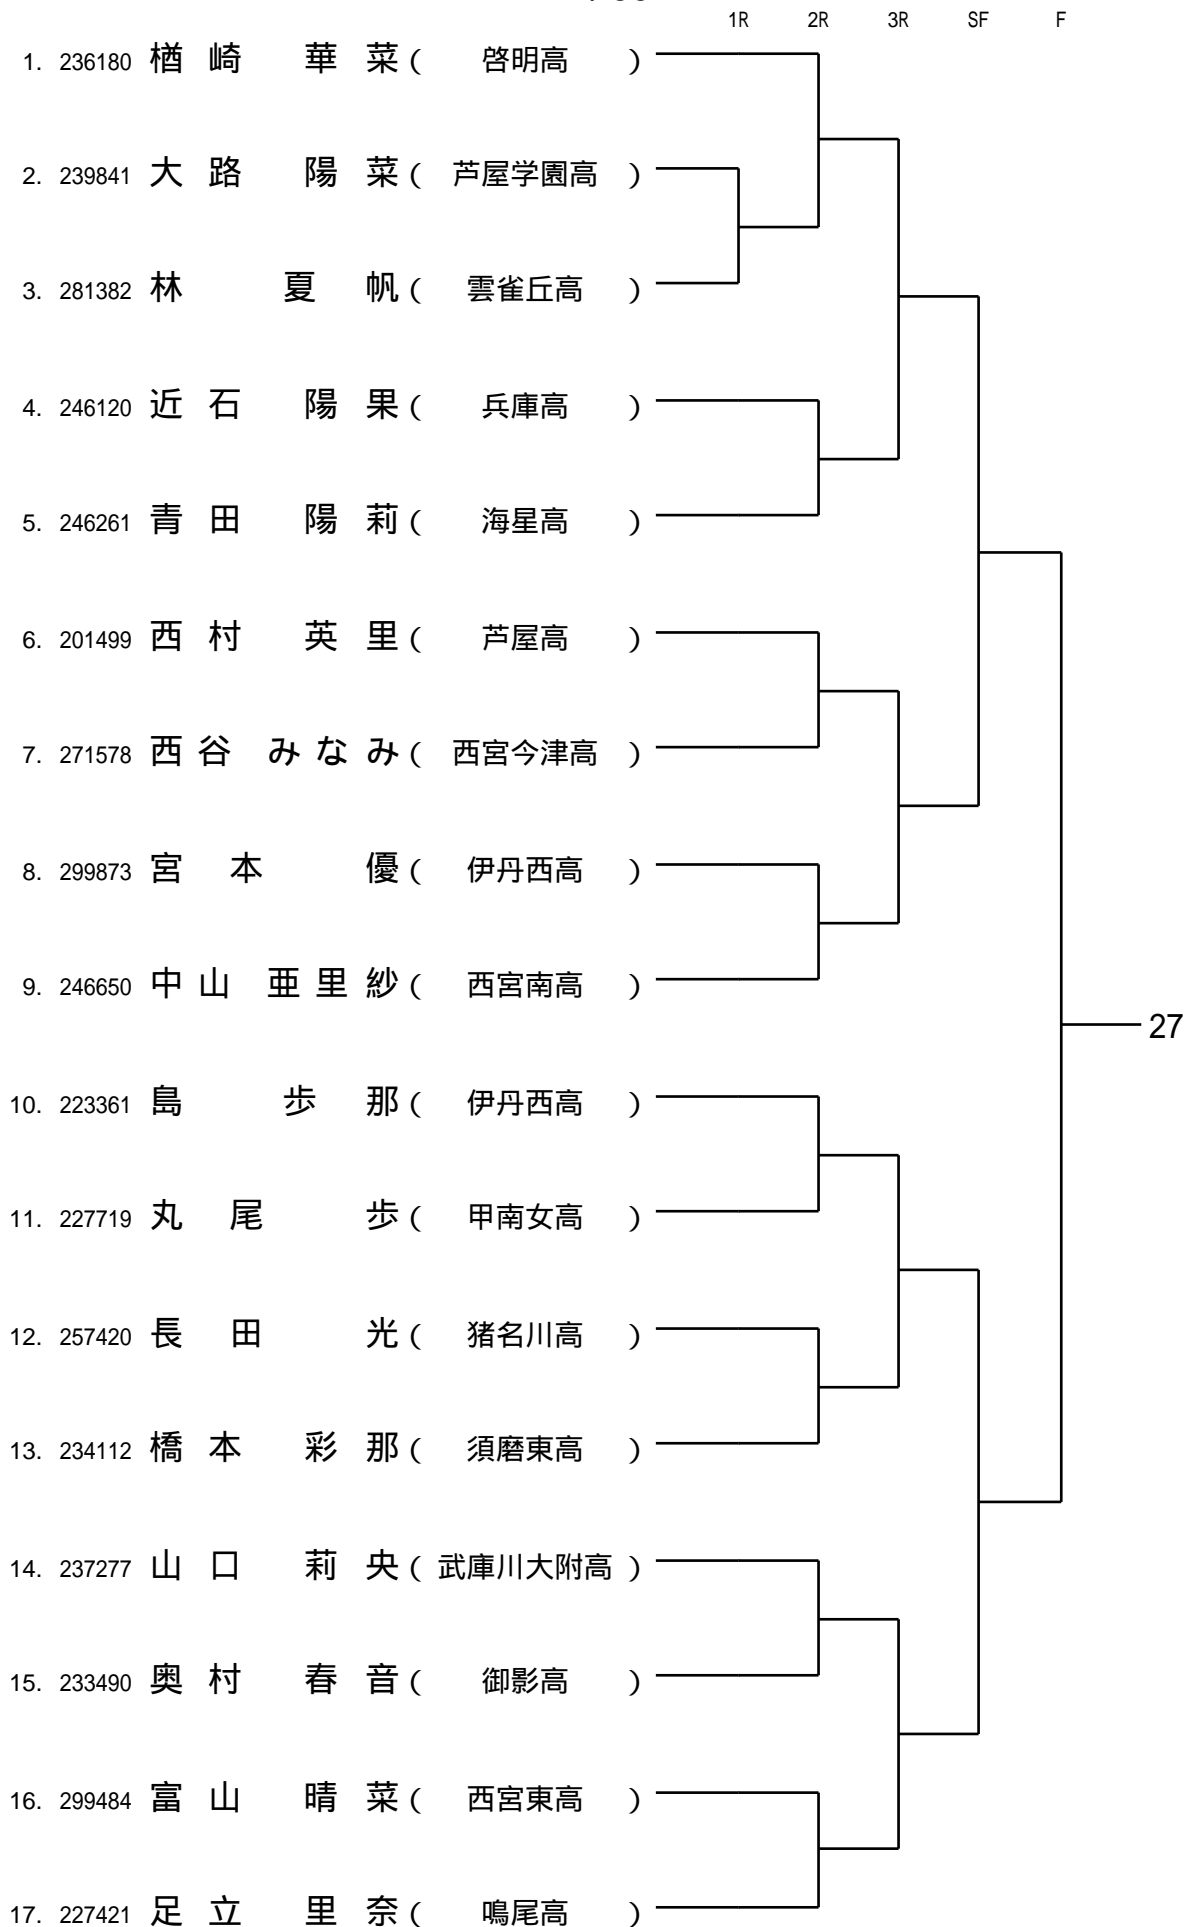 1R 2R 3R SF F
1. 236180 楢崎 華菜 ( 啓明高 )
2. 239841 大路 陽菜 ( 芦屋学園高 )
3. 281382 林 夏帆 ( 雲雀丘高 )
4. 246120 近石 陽果 ( 兵庫高 )
5. 246261 青田 陽莉 ( 海星高 )
6. 201499 西村 英里 ( 芦屋高 )
7. 271578 西谷 みなみ ( 西宮今津高 )
8. 299873 宮本 優 ( 伊丹西高 )
9. 246650 中山 亜里紗 ( 西宮南高 )
27
10. 223361 島 歩那 ( 伊丹西高 )
11. 227719 丸尾 歩 ( 甲南女高 )
12. 257420 長田 光 ( 猪名川高 )
13. 234112 橋本 彩那 ( 須磨東高 )
14. 237277 山口 莉央 ( 武庫川大附高 )
15. 233490 奥村 春音 ( 御影高 )
16. 299484 富山 晴菜 ( 西宮東高 )
17. 227421 足立 里奈 ( 鳴尾高 )